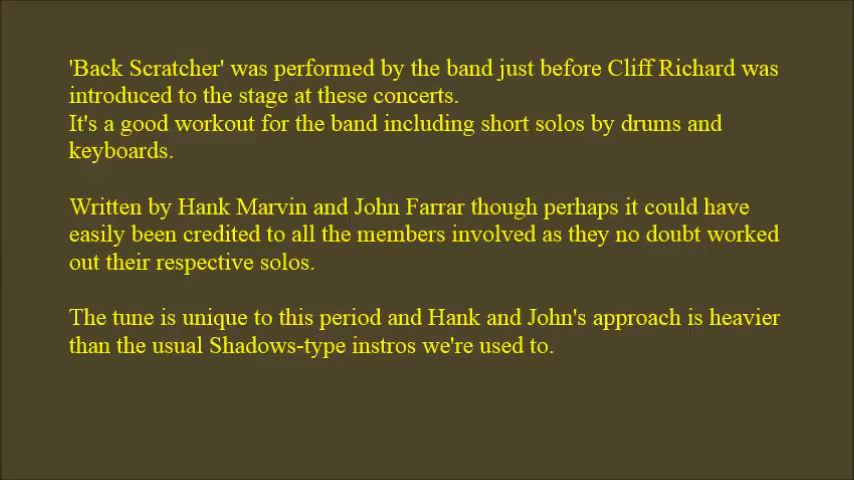 'Back Scratcher' was performed by the band just before Cliff Richard was
introduced to the stage at these concerts.
It's a good workout for the band including short solos by drums and
keyboards.
Written by Hank Marvin and John Farrar though perhaps it could have
easily been credited to all the members involved as they no doubt worked
out their respective solos.
The tune is unique to this period and Hank and John's approach is heavier
than the usual Shadows-type instros we're used to.